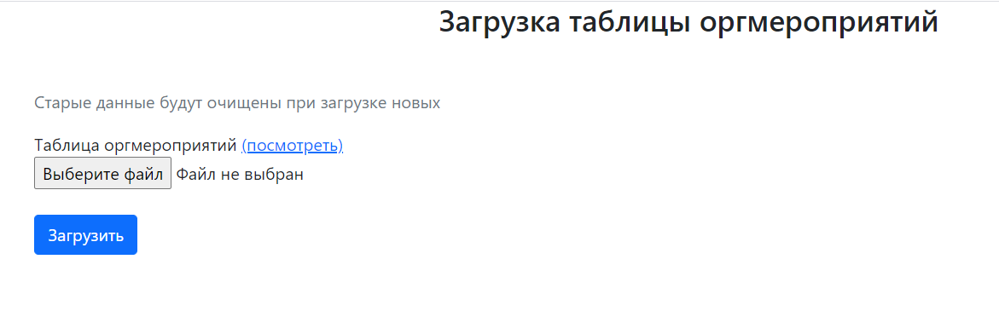 Загрузка таблицы оргмероприятий
Старые данные будут очищены при загрузке новых
Таблица оргмероприятий (посмотреть)
Выберите файл Файл не выбран
Загрузить